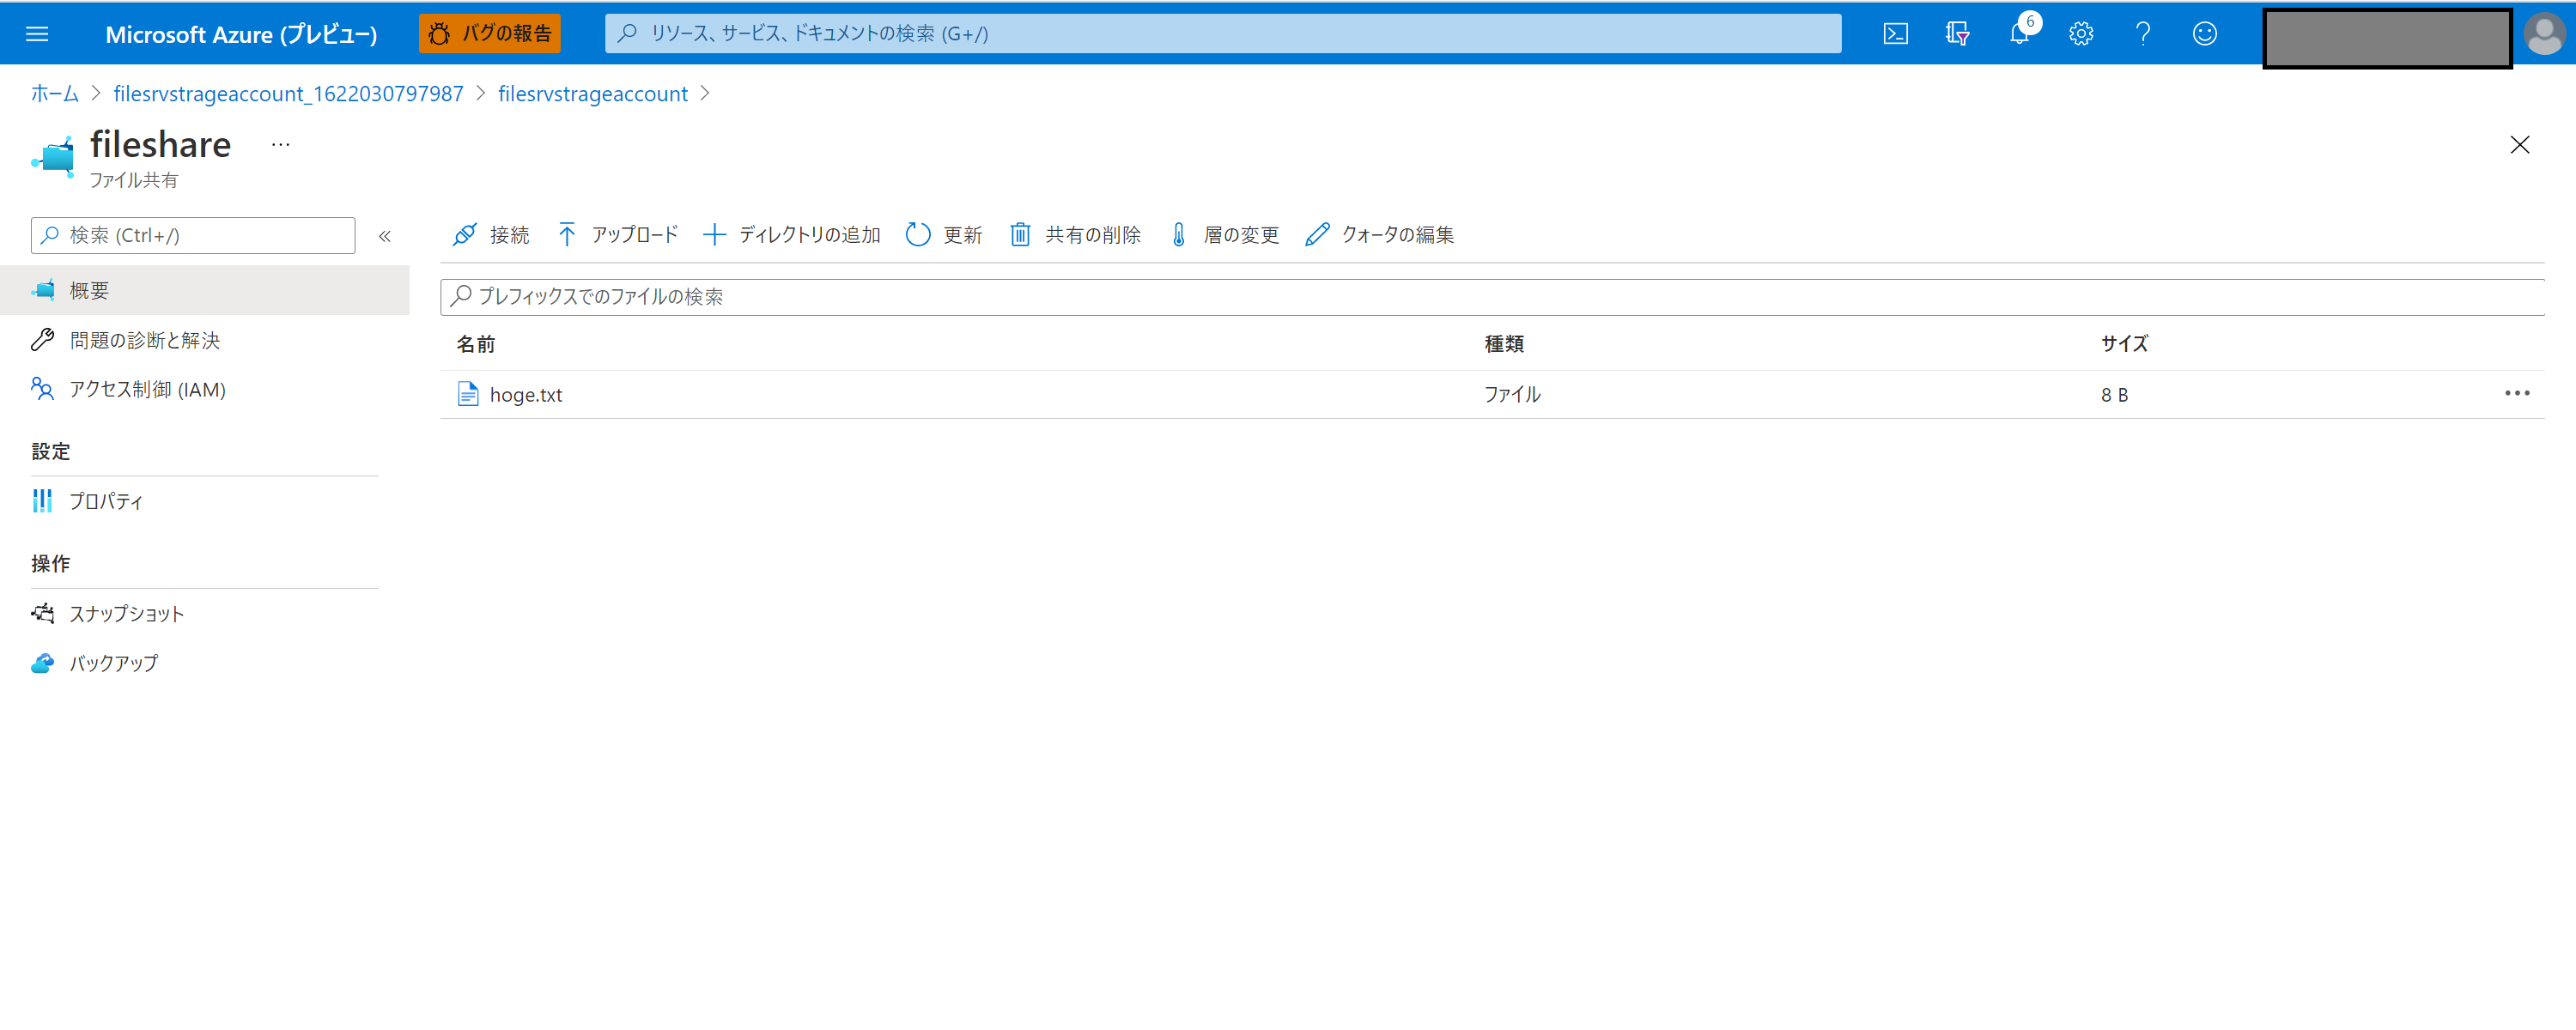 Microsoft Azure (プレビュー) バグの報告 リソース、サービス、ドキュメントの検索 (G+/) 6
ホーム > filesrvstrageaccount_1622030797987 > filesrvstrageaccount >
fileshare ...
ファイル共有
検索 (Ctrl+/) «
概要
問題の診断と解決
アクセス制御 (IAM)
設定
プロパティ
操作
スナップショット
バックアップ
接続 アップロード ディレクトリの追加 更新 共有の削除 層の変更 クォータの編集
プレフィックスでのファイルの検索
名前 種類 サイズ
hoge.txt ファイル 8 B